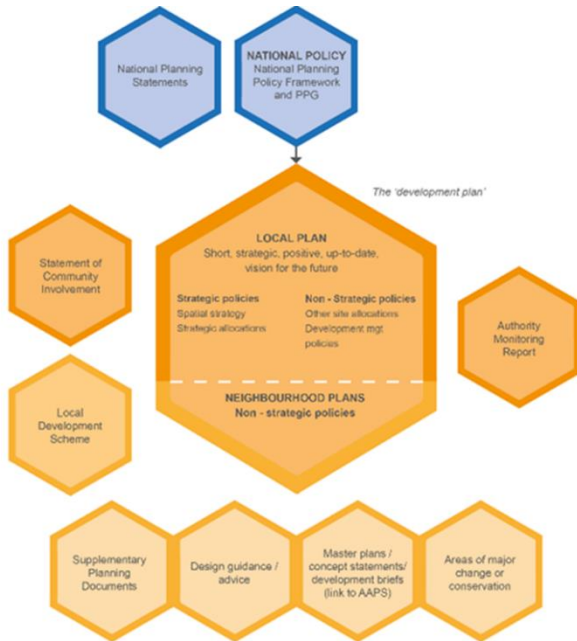 National Planning
Statements
NATIONAL POLICY
National Planning
Policy Framework
and PPG
The 'development plan'
LOCAL PLAN
Short, strategic, positive, up-to-date,
vision for the future
Strategic policies
Spatial strategy
Strategic allocations
Non - Strategic policies
Other site allocations
Development mgt
policies
Statement of
Community
Involvement
Authority
Monitoring
Report
NEIGHBOURHOOD PLANS
Non - strategic policies
Local
Development
Scheme
Supplementary
Planning
Documents
Design guidance /
advice
Master plans /
concept statements/
development briefs
(link to AAPS)
Areas of major
change or
conservation